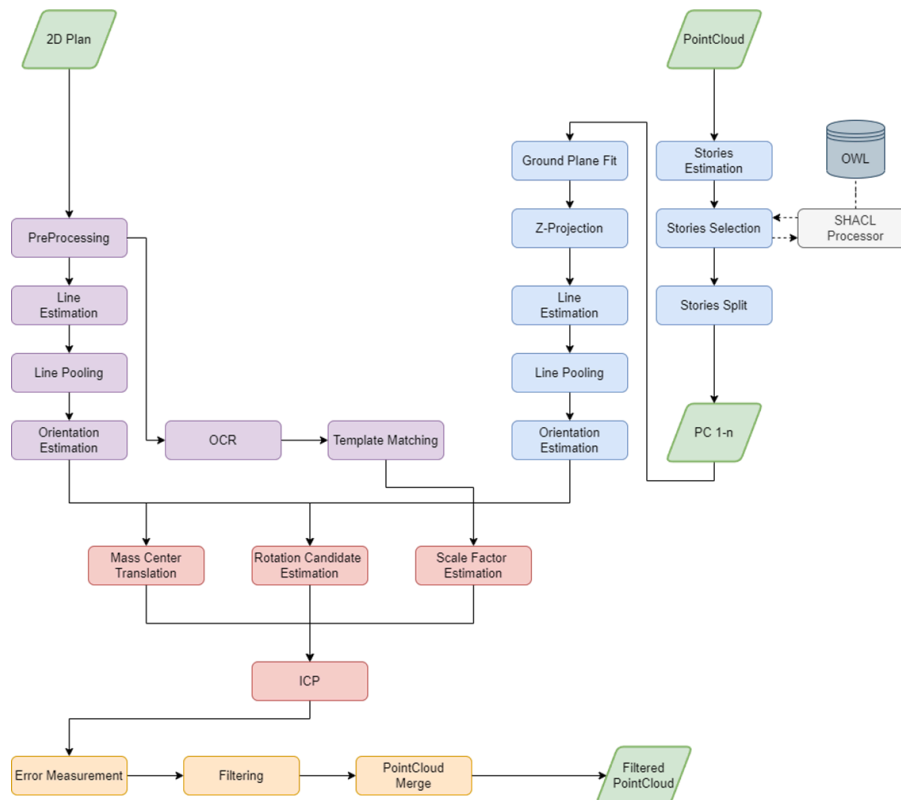 2D Plan
PointCloud
OWL
Ground Plane Fit
Stories
Estimation
PreProcessing
Z-Projection
Stories Selection
SHACL
Processor
Line
Estimation
Line
Estimation
Stories Split
Line Pooling
Line Pooling
Orientation
Estimation
OCR
Template Matching
Orientation
Estimation
PC 1-n
Mass Center
Translation
Rotation Candidate
Estimation
Scale Factor
Estimation
ICP
Error Measurement
Filtering
PointCloud
Merge
Filtered
PointCloud